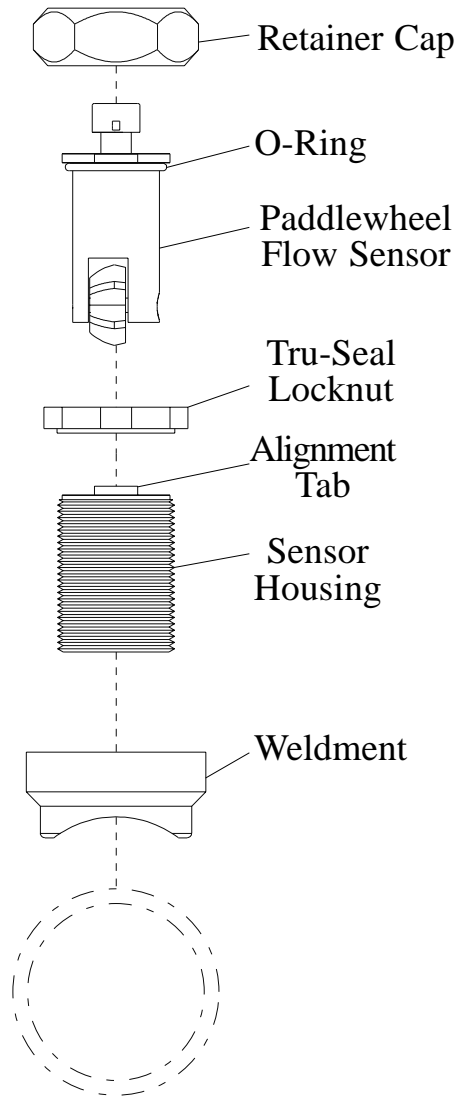 Retainer Cap
O-Ring
Paddlewheel
Flow Sensor
Tru-Seal
Locknut
Alignment
Tab
Sensor
Housing
Weldment